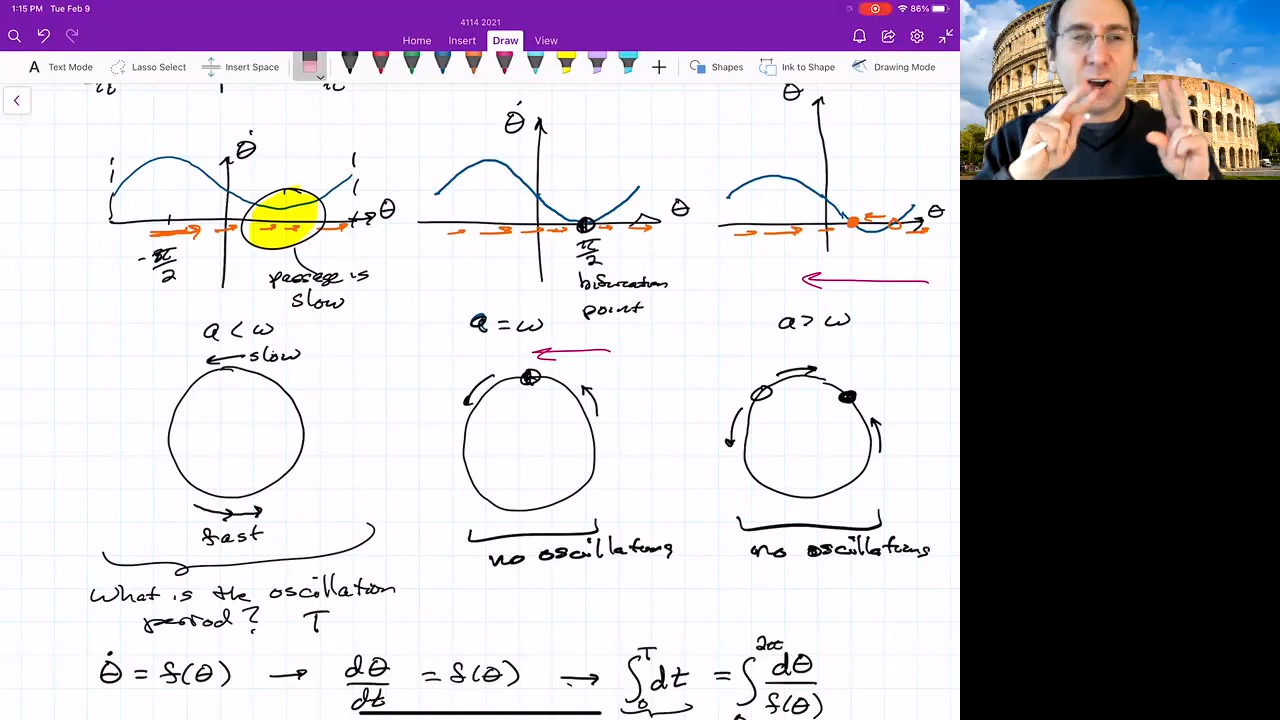 1:15 PM Tue Feb 9
86%
4114 2021
Home Insert Draw View
Text Mode Lasso Select Insert Space Shapes Ink to Shape Drawing Mode
θ̇ θ̇ θ
θ θ θ
-π/2 π/2
passage is slow
bifurcation point
a < ω a = ω a > ω
slow
fast
no oscillations no oscillations
What is the oscillation
period? T
θ̇ = f(θ) → dθ/dt = f(θ) → ∫₀ᵀ dt = ∫₀^2π dθ/f(θ)